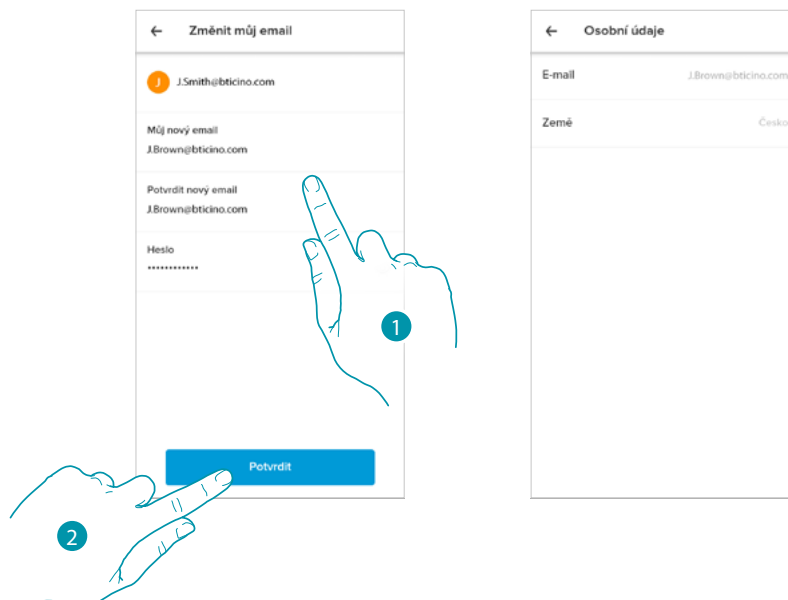 ← Změnit můj email
J J.Smith@bticino.com
Můj nový email
J.Brown@bticino.com
Potvrdit nový email
J.Brown@bticino.com
Heslo
••••••••••••
1
Potvrdit
2
← Osobní údaje
E-mail J.Brown@bticino.com
Země Česko